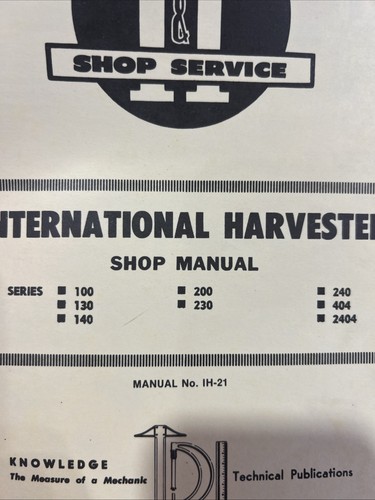 &
SHOP SERVICE
INTERNATIONAL HARVESTER
SHOP MANUAL
SERIES ■ 100 ■ 200 ■ 240
■ 130 ■ 230 ■ 404
■ 140 ■ 2404
MANUAL No. IH-21
KNOWLEDGE
The Measure of a Mechanic
Technical Publications